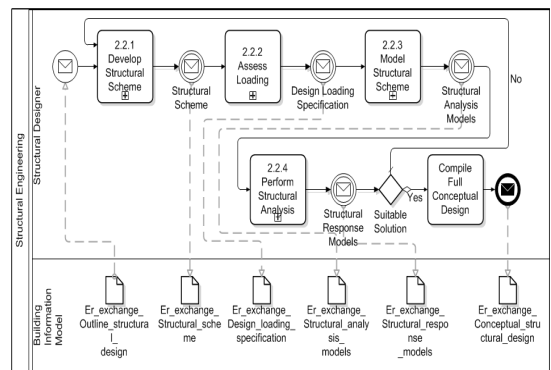 Structural Engineering
Structural Designer
2.2.1
Develop
Structural
Scheme
Structural
Scheme
2.2.2
Assess
Loading
Design Loading
Specification
2.2.3
Model
Structural
Scheme
Structural
Analysis
Models
No
2.2.4
Perform
Structural
Analysis
Structural
Response
Models
Suitable
Solution
Yes
Compile
Full
Conceptual
Design
Building
Information
Model
Er_exchange_
Outline_structura
l_
design
Er_exchange_
Structural_sche
me
Er_exchange_
Design_loading_
specification
Er_exchange_
Structural_analy
sis_
models
Er_exchange_
Structural_respo
nse
_models
Er_exchange_
Conceptual_stru
ctural_design